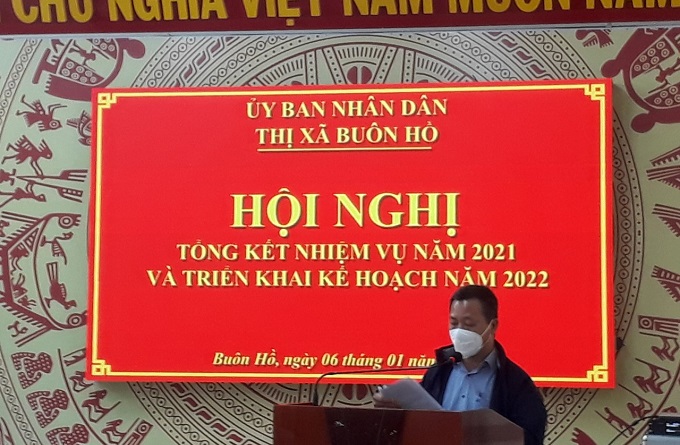 CHỦ NGHĨA VIỆT NAM MUÔN NĂM
ỦY BAN NHÂN DÂN
THỊ XÃ BUÔN HỒ
HỘI NGHỊ
TỔNG KẾT NHIỆM VỤ NĂM 2021
VÀ TRIỂN KHAI KẾ HOẠCH NĂM 2022
Buôn Hồ, ngày 06 tháng 01 năm